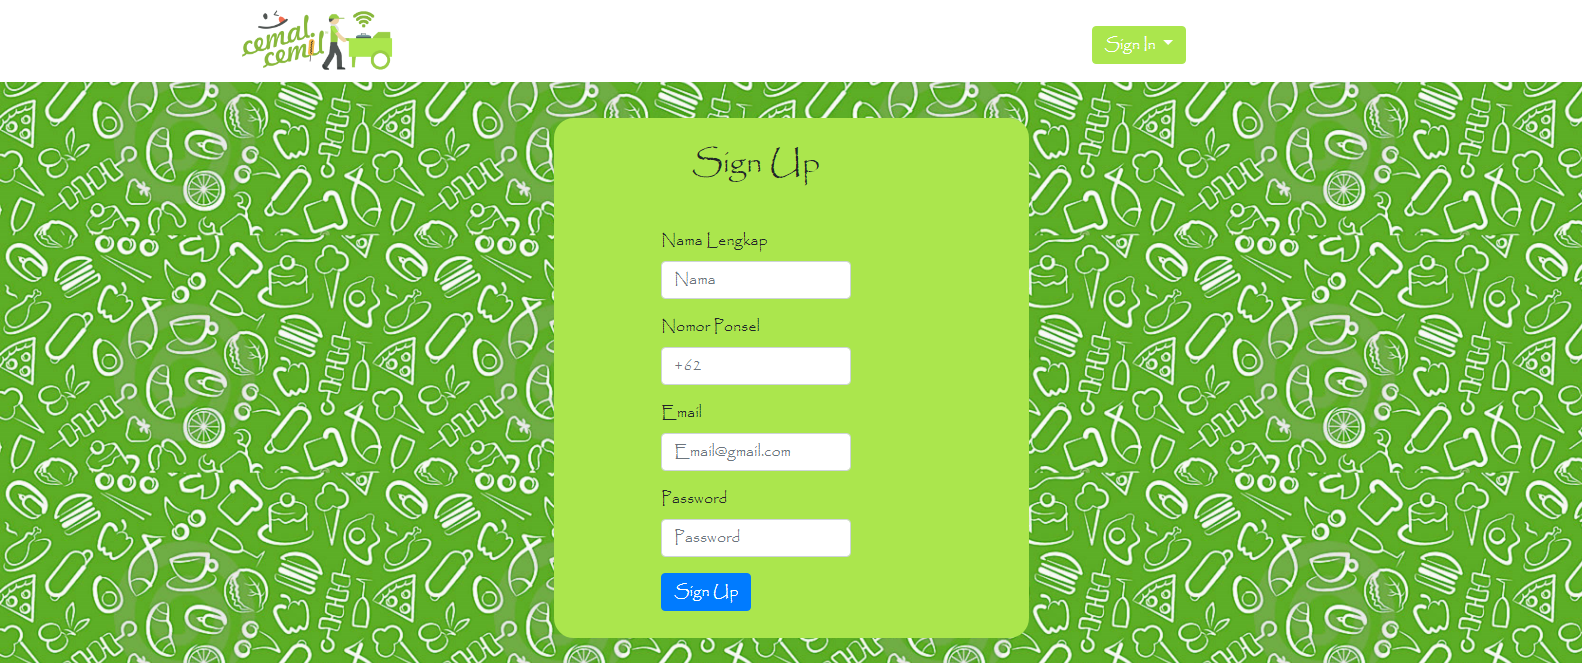 cemal
cemil
Sign In
Sign Up
Nama Lengkap
Nama
Nomor Ponsel
+62
Email
Email@gmail.com
Password
Password
Sign Up